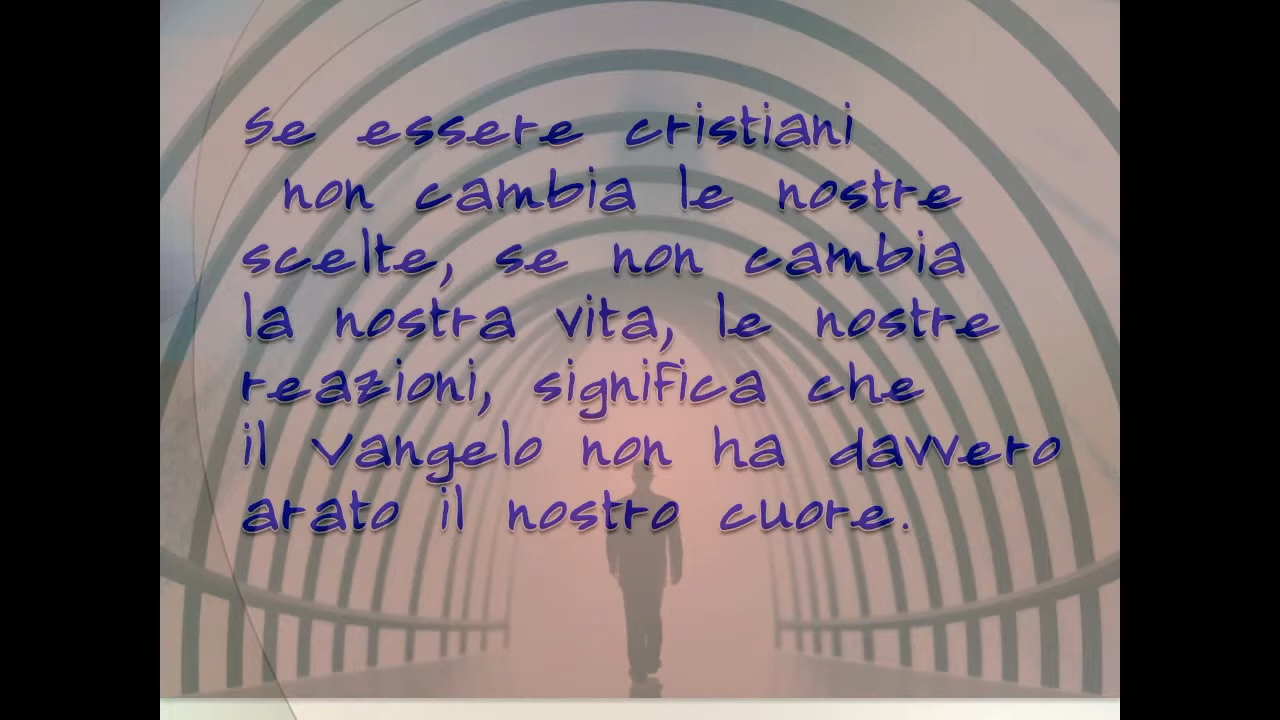 Se essere cristiani
non cambia le nostre
scelte, se non cambia
la nostra vita, le nostre
reazioni, significa che
il Vangelo non ha davvero
arato il nostro cuore.